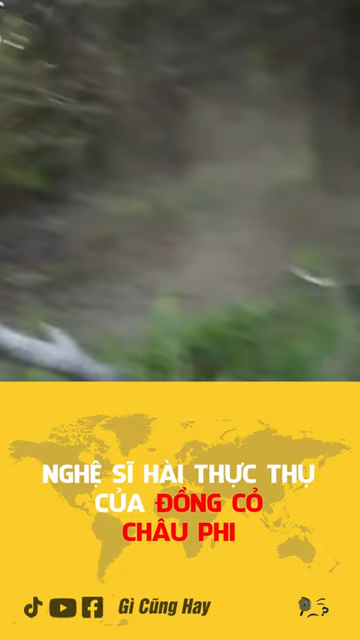 NGHỆ SĨ HÀI THỰC THỤ
CỦA ĐỒNG CỎ
CHÂU PHI
Gì Cũng Hay